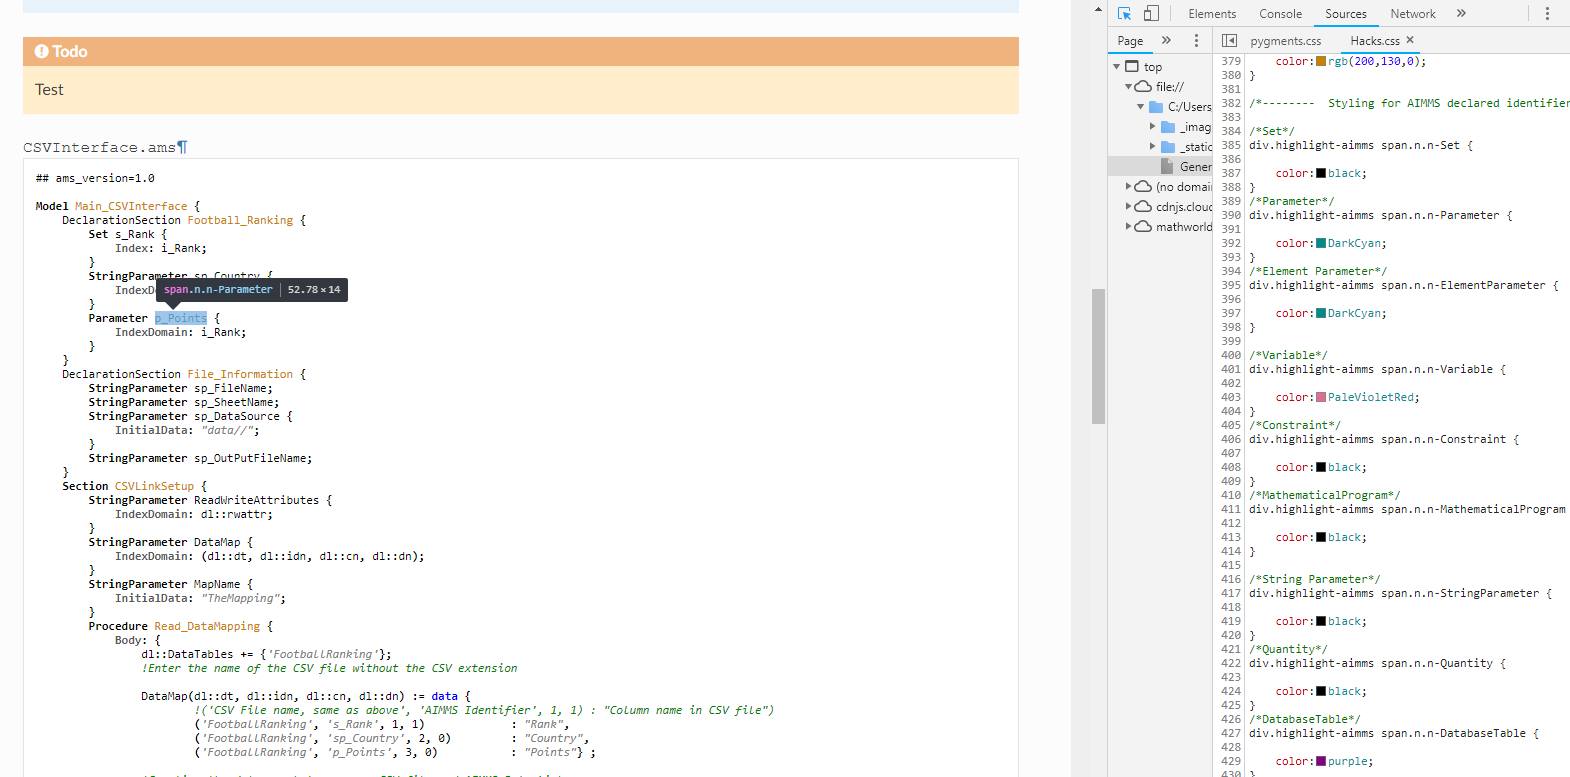 Todo
Test
CSVInterface.ams¶
## ams_version=1.0
Model Main_CSVInterface {
DeclarationSection Football_Ranking {
Set s_Rank {
Index: i_Rank;
}
StringParameter sp_Country {
IndexD
}
span.n.n-Parameter | 52.78 × 14
Parameter p_Points {
IndexDomain: i_Rank;
}
}
DeclarationSection File_Information {
StringParameter sp_FileName;
StringParameter sp_SheetName;
StringParameter sp_DataSource {
InitialData: "data//";
}
StringParameter sp_OutPutFileName;
}
Section CSVLinkSetup {
StringParameter ReadWriteAttributes {
IndexDomain: dl::rwattr;
}
StringParameter DataMap {
IndexDomain: (dl::dt, dl::idn, dl::cn, dl::dn);
}
StringParameter MapName {
InitialData: "TheMapping";
}
Procedure Read_DataMapping {
Body: {
dl::DataTables += {'FootballRanking'};
!Enter the name of the CSV file without the CSV extension
DataMap(dl::dt, dl::idn, dl::cn, dl::dn) := data {
!('CSV File name, same as above', 'AIMMS Identifier', 1, 1) : "Column name in CSV file")
('FootballRanking', 's_Rank', 1, 1) : "Rank",
('FootballRanking', 'sp_Country', 2, 0) : "Country",
('FootballRanking', 'p_Points', 3, 0) : "Points"} ;
Elements Console Sources Network »
Page »
pygments.css Hacks.css ×
top
file://
C:/Users
_imag
_static
Gener
(no domai
cdnjs.cloud
mathworld
379 color: rgb(200,130,0);
380 }
381
382 /*-------- Styling for AIMMS declared identifier
383
384 /*Set*/
385 div.highlight-aimms span.n.n-Set {
386
387 color: black;
388 }
389 /*Parameter*/
390 div.highlight-aimms span.n.n-Parameter {
391
392 color: DarkCyan;
393 }
394 /*Element Parameter*/
395 div.highlight-aimms span.n.n-ElementParameter {
396
397 color: DarkCyan;
398 }
399
400 /*Variable*/
401 div.highlight-aimms span.n.n-Variable {
402
403 color: PaleVioletRed;
404 }
405 /*Constraint*/
406 div.highlight-aimms span.n.n-Constraint {
407
408 color: black;
409 }
410 /*MathematicalProgram*/
411 div.highlight-aimms span.n.n-MathematicalProgram
412
413 color: black;
414 }
415
416 /*String Parameter*/
417 div.highlight-aimms span.n.n-StringParameter {
418
419 color: black;
420 }
421 /*Quantity*/
422 div.highlight-aimms span.n.n-Quantity {
423
424 color: black;
425 }
426 /*DatabaseTable*/
427 div.highlight-aimms span.n.n-DatabaseTable {
428
429 color: purple;
430 }